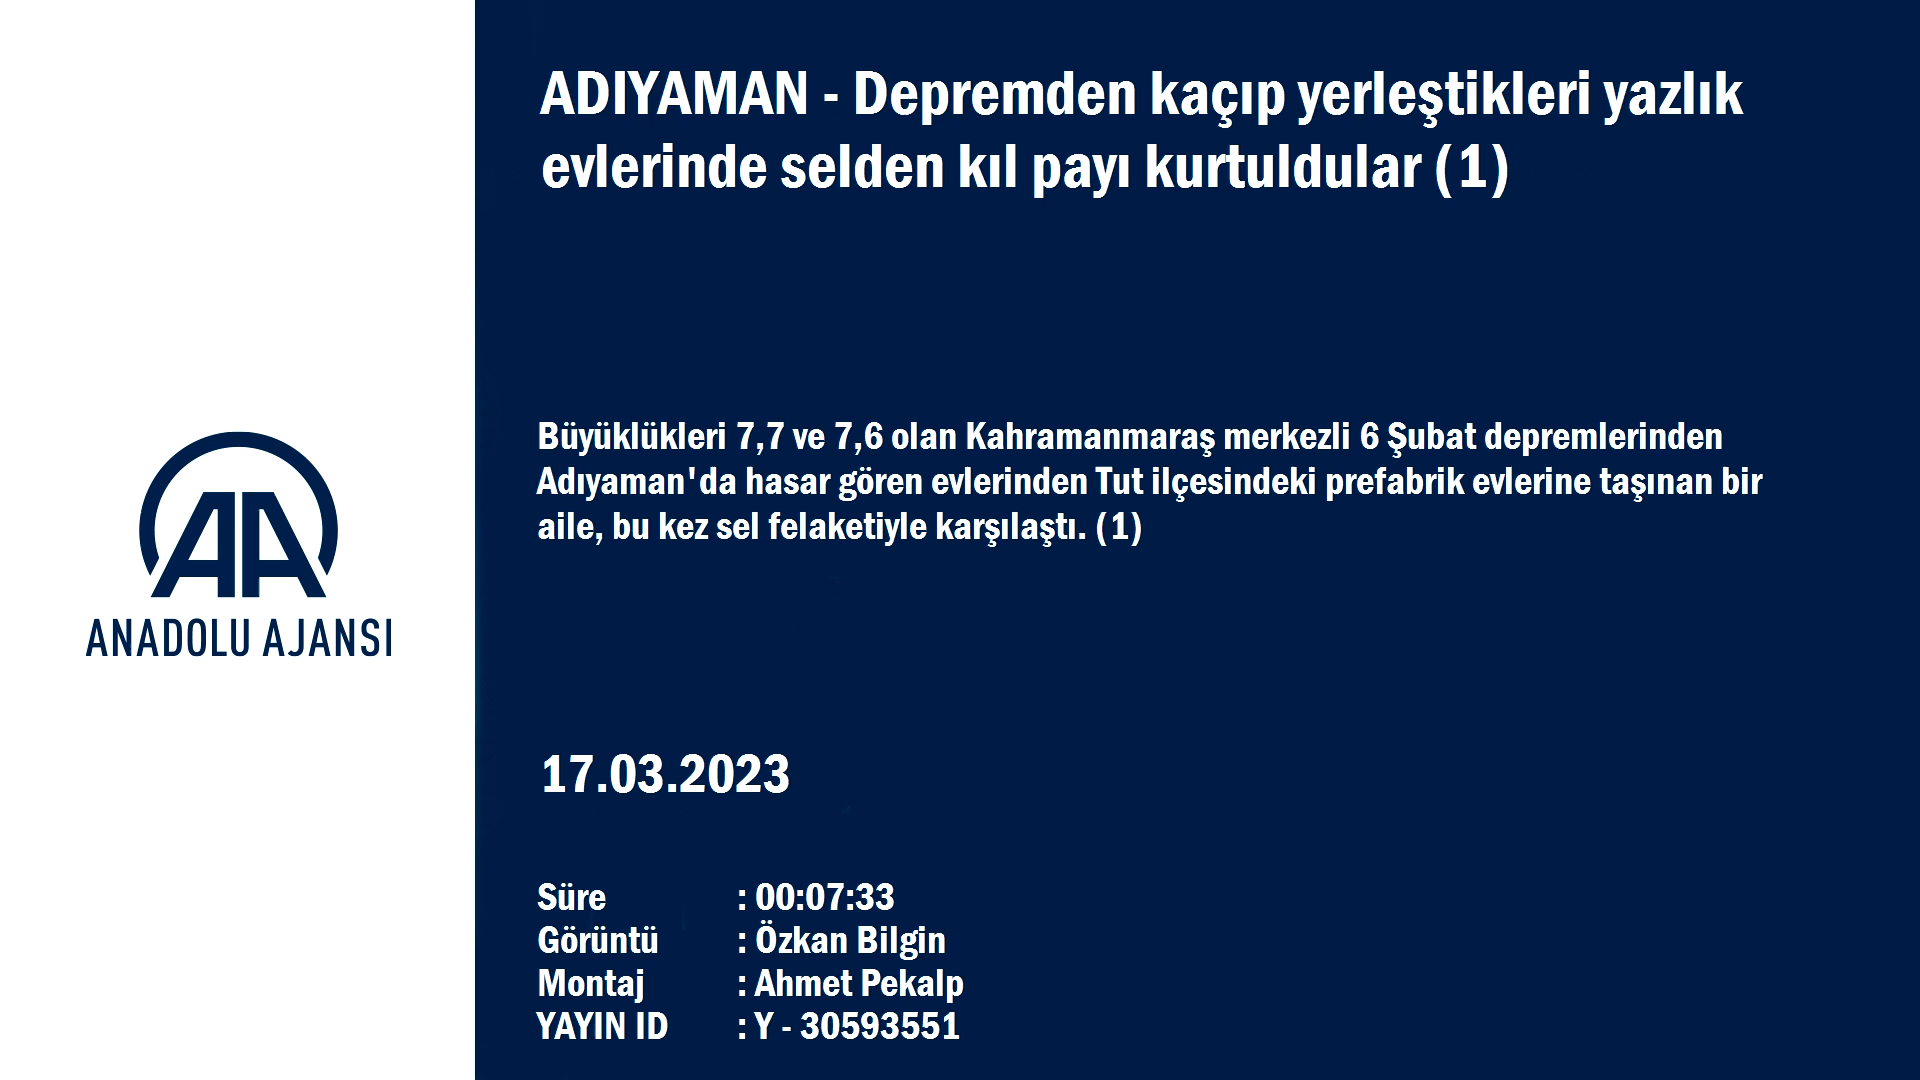 ADIYAMAN - Depremden kaçıp yerleştikleri yazlık
evlerinde selden kıl payı kurtuldular (1)
Büyüklükleri 7,7 ve 7,6 olan Kahramanmaraş merkezli 6 Şubat depremlerinden
Adıyaman'da hasar gören evlerinden Tut ilçesindeki prefabrik evlerine taşınan bir
aile, bu kez sel felaketiyle karşılaştı. (1)
AA
ANADOLU AJANSI
17.03.2023
Süre : 00:07:33
Görüntü : Özkan Bilgin
Montaj : Ahmet Pekalp
YAYIN ID : Y - 30593551